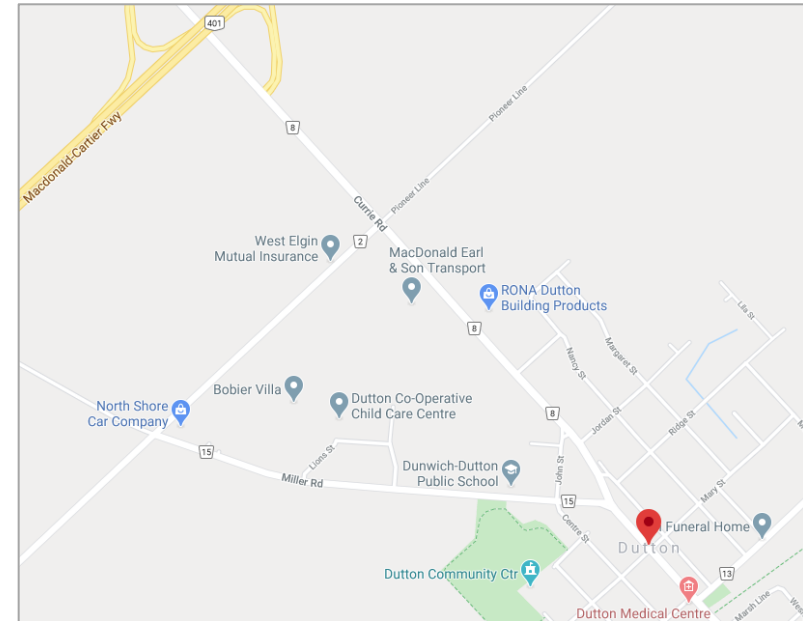 401
Macdonald-Cartier Fwy
Pioneer Line
8
Currie Rd
Pioneer Line
2
West Elgin
Mutual Insurance
MacDonald Earl
& Son Transport
RONA Dutton
Building Products
8
Lila St
Nancy St
Margaret St
Bobier Villa
Dutton Co-Operative
Child Care Centre
North Shore
Car Company
8
Jordan St
Ridge St
15
Lions St
John St
Dunwich-Dutton
Public School
Miller Rd
15
Mary St
Centre St
Funeral Home
Dutton
Dutton Community Ctr
13
Dutton Medical Centre
Marsh Line